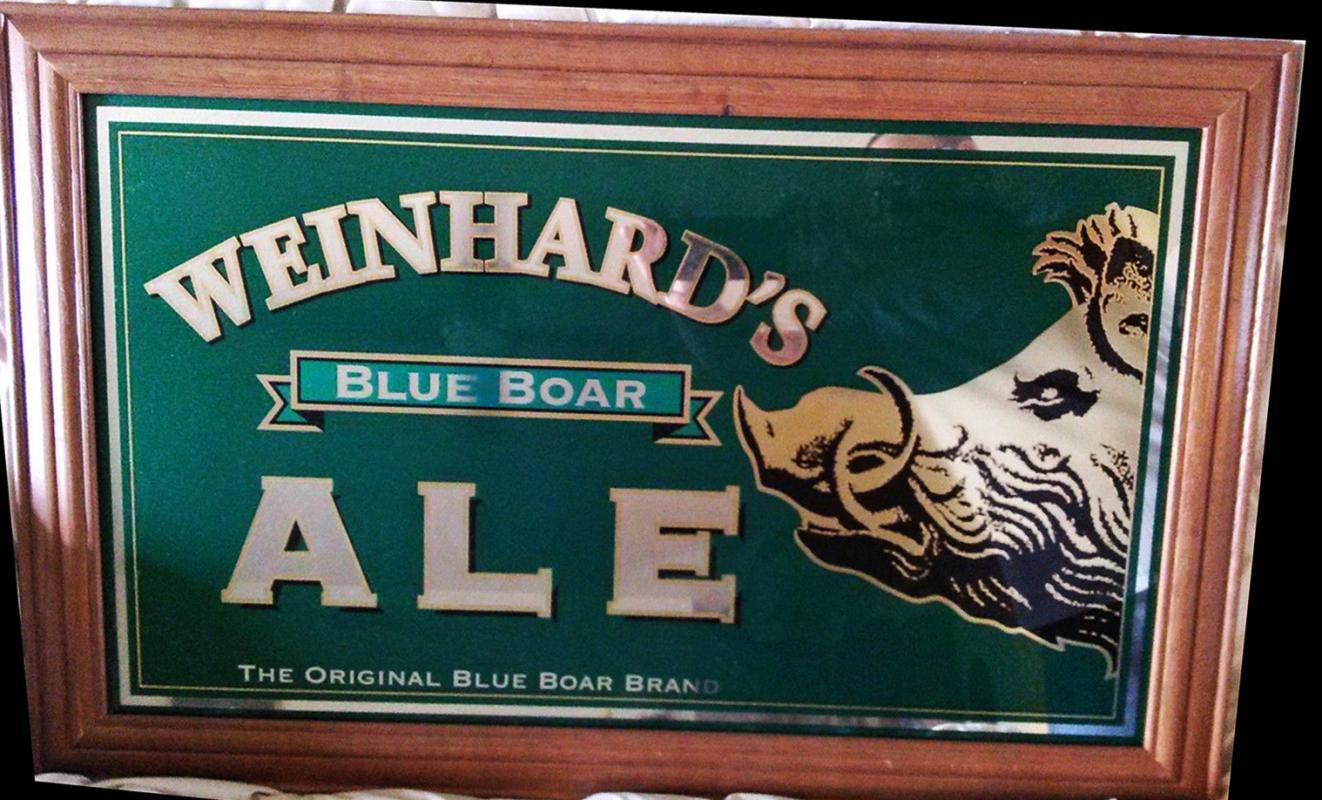 WEINHARD'S
BLUE BOAR
ALE
THE ORIGINAL BLUE BOAR BRAND